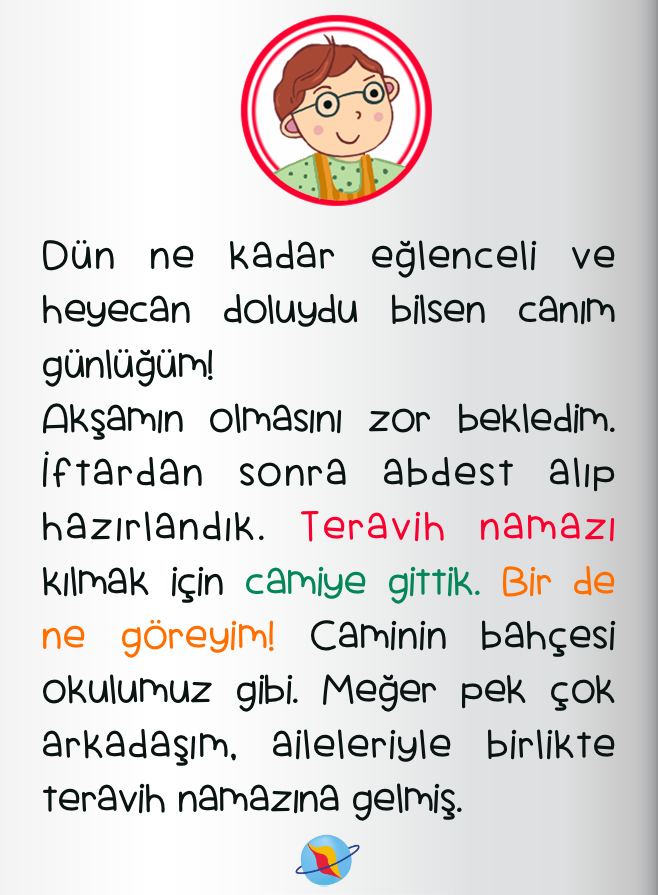 Dün ne kadar eğlenceli ve
heyecan doluydu bilsen canım
günlüğüm!
Akşamın olmasını zor bekledim.
İftardan sonra abdest alıp
hazırlandık. Teravih namazı
kılmak için camiye gittik. Bir de
ne göreyim! Caminin bahçesi
okulumuz gibi. Meğer pek çok
arkadaşım, aileleriyle birlikte
teravih namazına gelmiş.